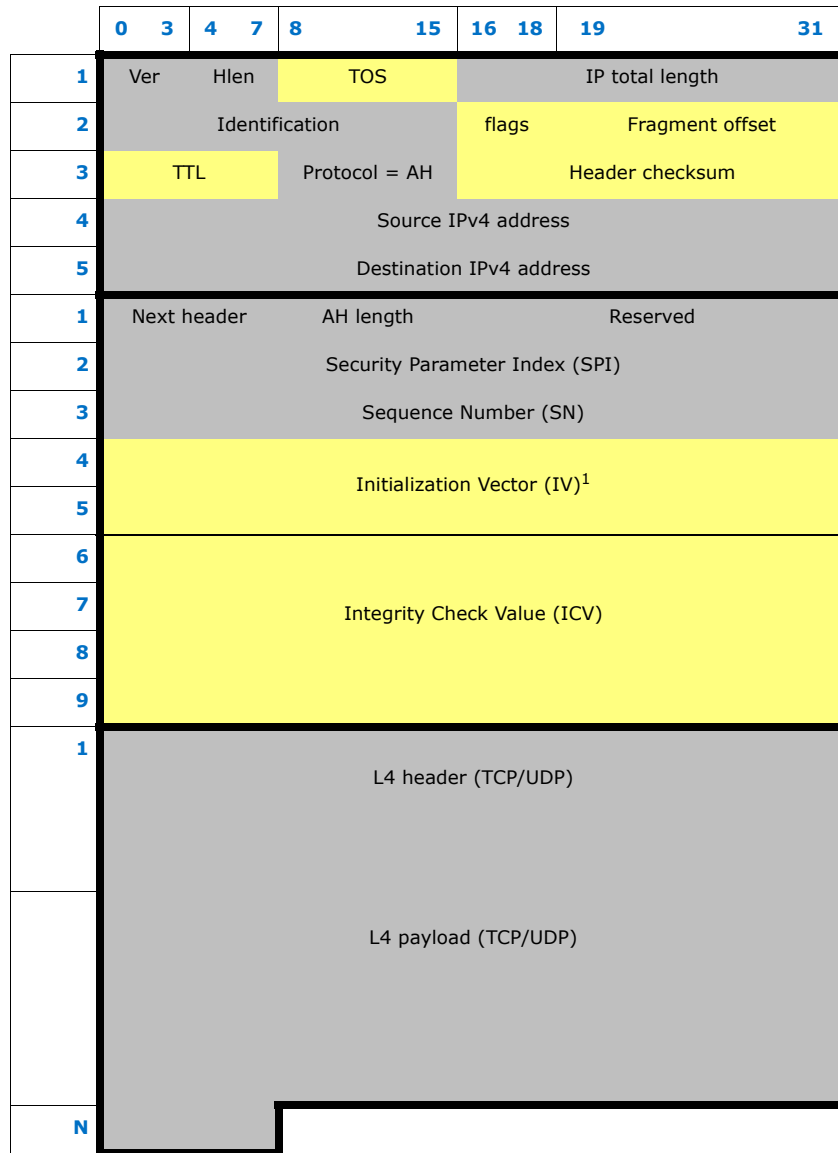 0 3 4 7 8 15 16 18 19 31
1 Ver Hlen TOS IP total length
2 Identification flags Fragment offset
3 TTL Protocol = AH Header checksum
4 Source IPv4 address
5 Destination IPv4 address
1 Next header AH length Reserved
2 Security Parameter Index (SPI)
3 Sequence Number (SN)
4
Initialization Vector (IV)1
5
6
7 Integrity Check Value (ICV)
8
9
1
L4 header (TCP/UDP)
L4 payload (TCP/UDP)
N